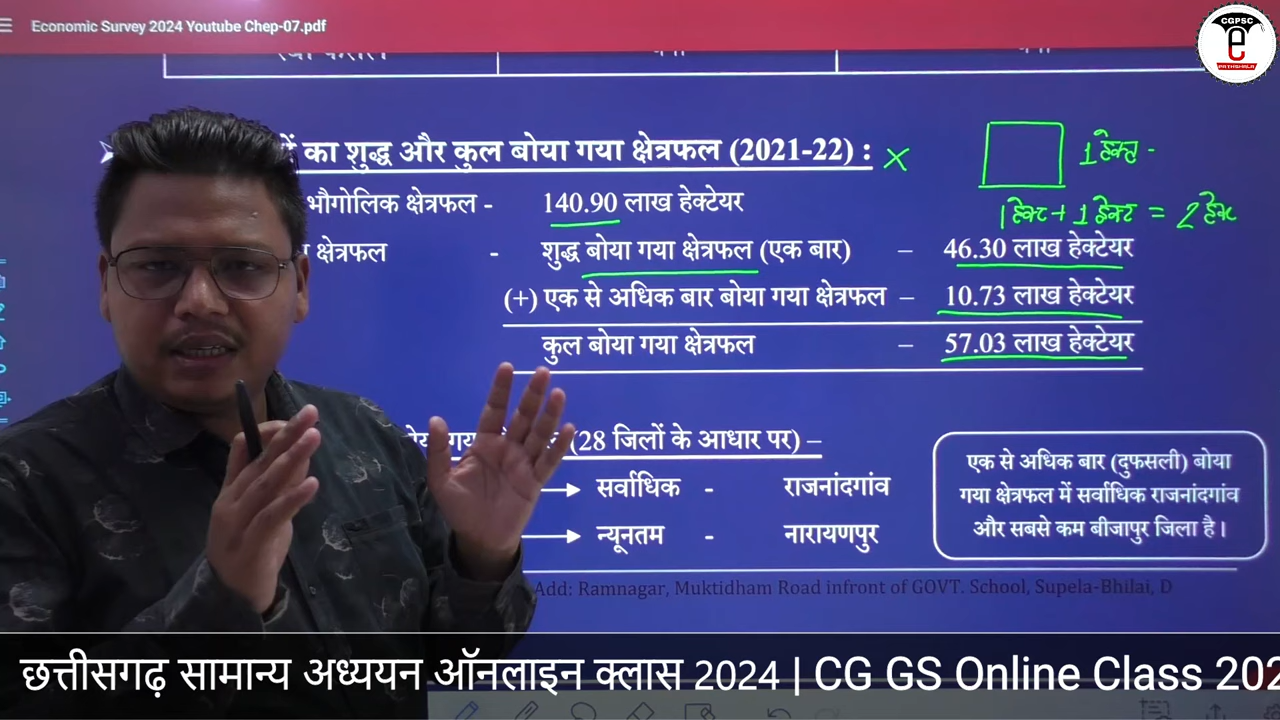 Economic Survey 2024 Youtube Chep-07.pdf
CGPSC
e
PATHSHALA
का शुद्ध और कुल बोया गया क्षेत्रफल (2021-22) : X
1 हेक्ट -
भौगोलिक क्षेत्रफल - 140.90 लाख हेक्टेयर
1 हेक्ट + 1 हेक्ट = 2 हेक्
क्षेत्रफल - शुद्ध बोया गया क्षेत्रफल (एक बार) – 46.30 लाख हेक्टेयर
(+) एक से अधिक बार बोया गया क्षेत्रफल – 10.73 लाख हेक्टेयर
कुल बोया गया क्षेत्रफल – 57.03 लाख हेक्टेयर
(28 जिलों के आधार पर) –
सर्वाधिक - राजनांदगांव
न्यूनतम - नारायणपुर
एक से अधिक बार (दुफसली) बोया
गया क्षेत्रफल में सर्वाधिक राजनांदगांव
और सबसे कम बीजापुर जिला है।
Add: Ramnagar, Muktidham Road infront of GOVT. School, Supela-Bhilai, D
छत्तीसगढ़ सामान्य अध्ययन ऑनलाइन क्लास 2024 | CG GS Online Class 202